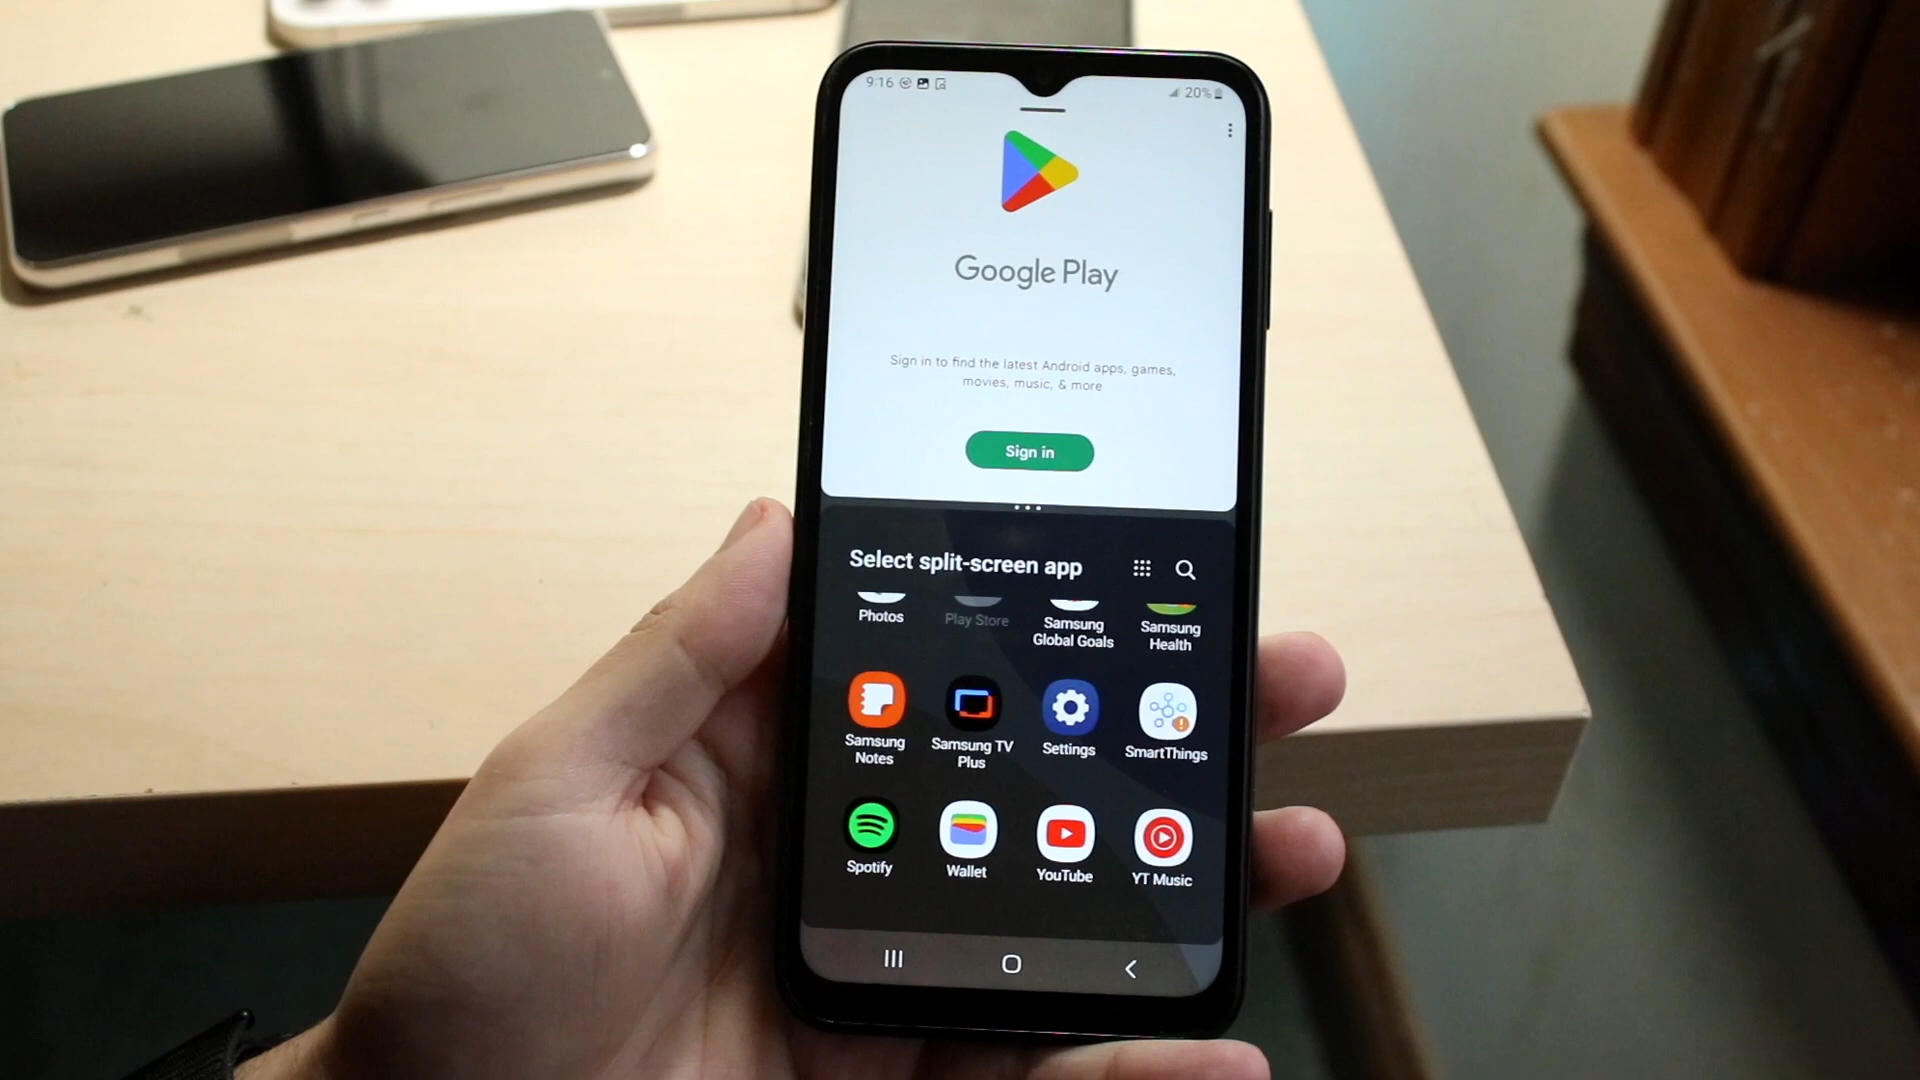 9:16
20%
Google Play
Sign in to find the latest Android apps, games,
movies, music, & more
Sign in
Select split-screen app
Photos
Play Store
Samsung
Global Goals
Samsung
Health
Samsung
Notes
Samsung TV
Plus
Settings
SmartThings
Spotify
Wallet
YouTube
YT Music